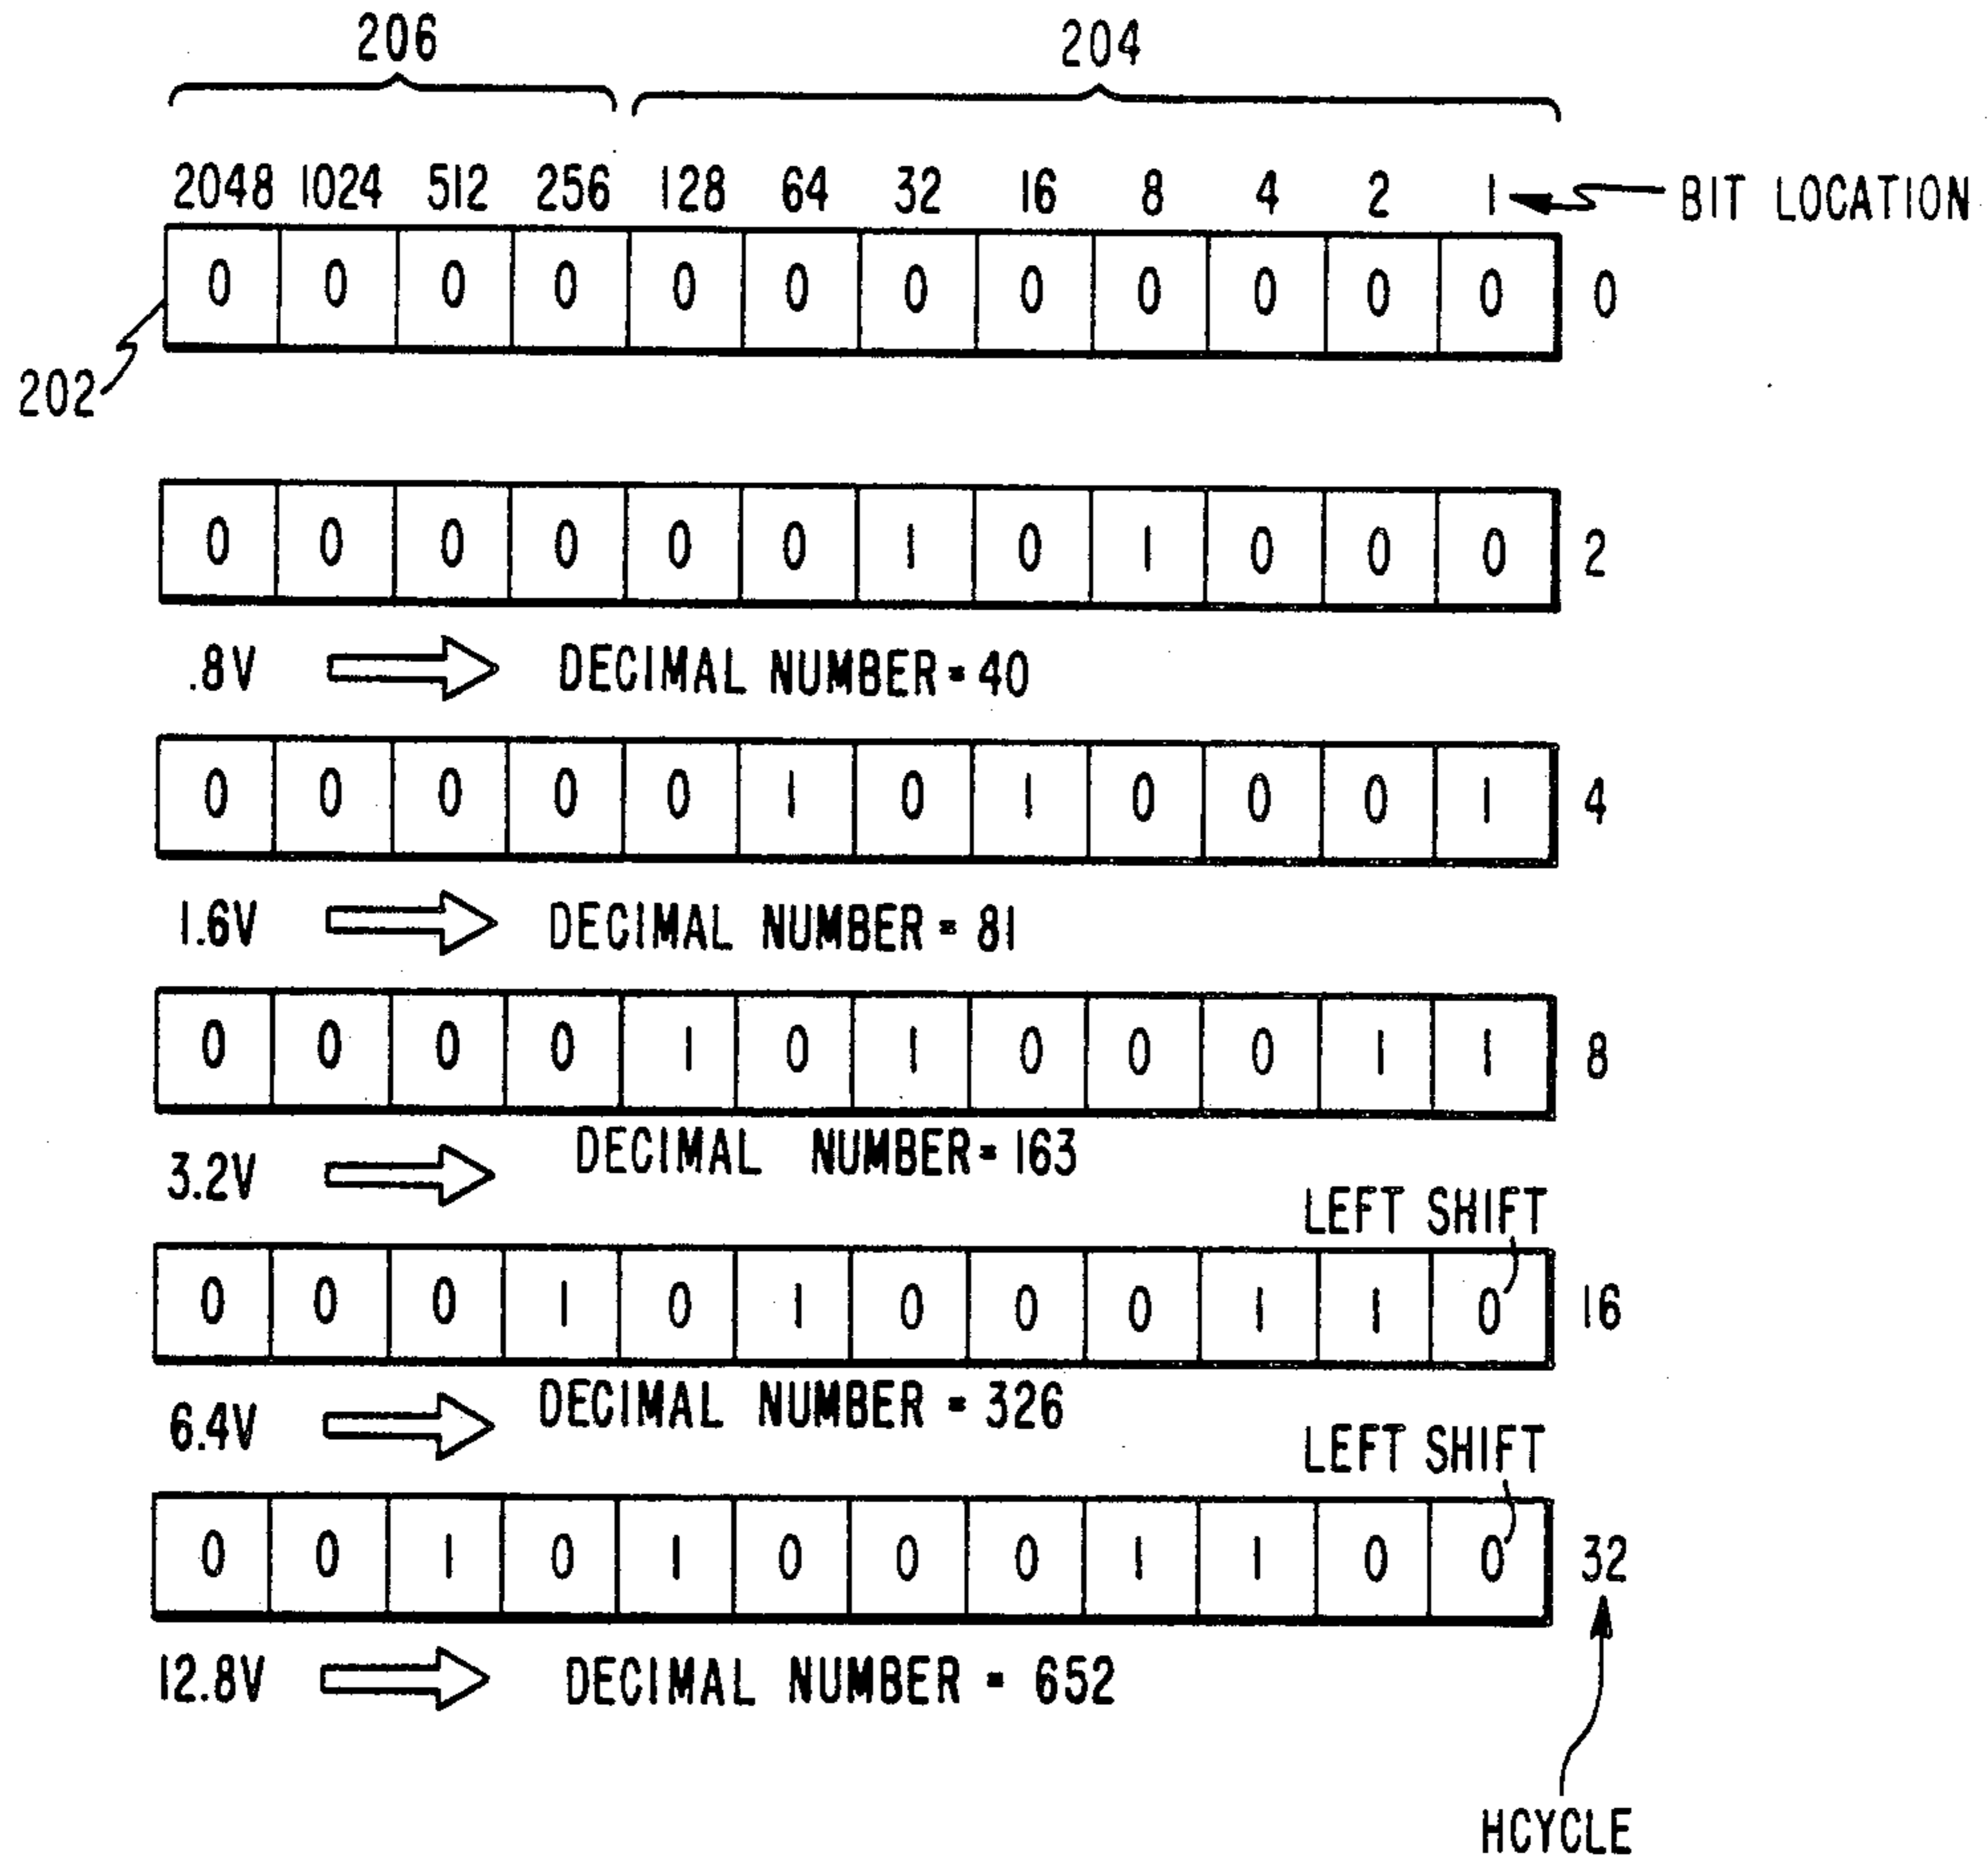 206 204
2048 1024 512 256 128 64 32 16 8 4 2 1 BIT LOCATION
0 0 0 0 0 0 0 0 0 0 0 0 0
202
0 0 0 0 0 0 1 0 1 0 0 0 2
.8V DECIMAL NUMBER = 40
0 0 0 0 0 1 0 1 0 0 0 1 4
1.6V DECIMAL NUMBER = 81
0 0 0 0 1 0 1 0 0 0 1 1 8
3.2V DECIMAL NUMBER = 163
LEFT SHIFT
0 0 0 1 0 1 0 0 0 1 1 0 16
6.4V DECIMAL NUMBER = 326
LEFT SHIFT
0 0 1 0 1 0 0 0 1 1 0 0 32
12.8V DECIMAL NUMBER = 652
HCYCLE